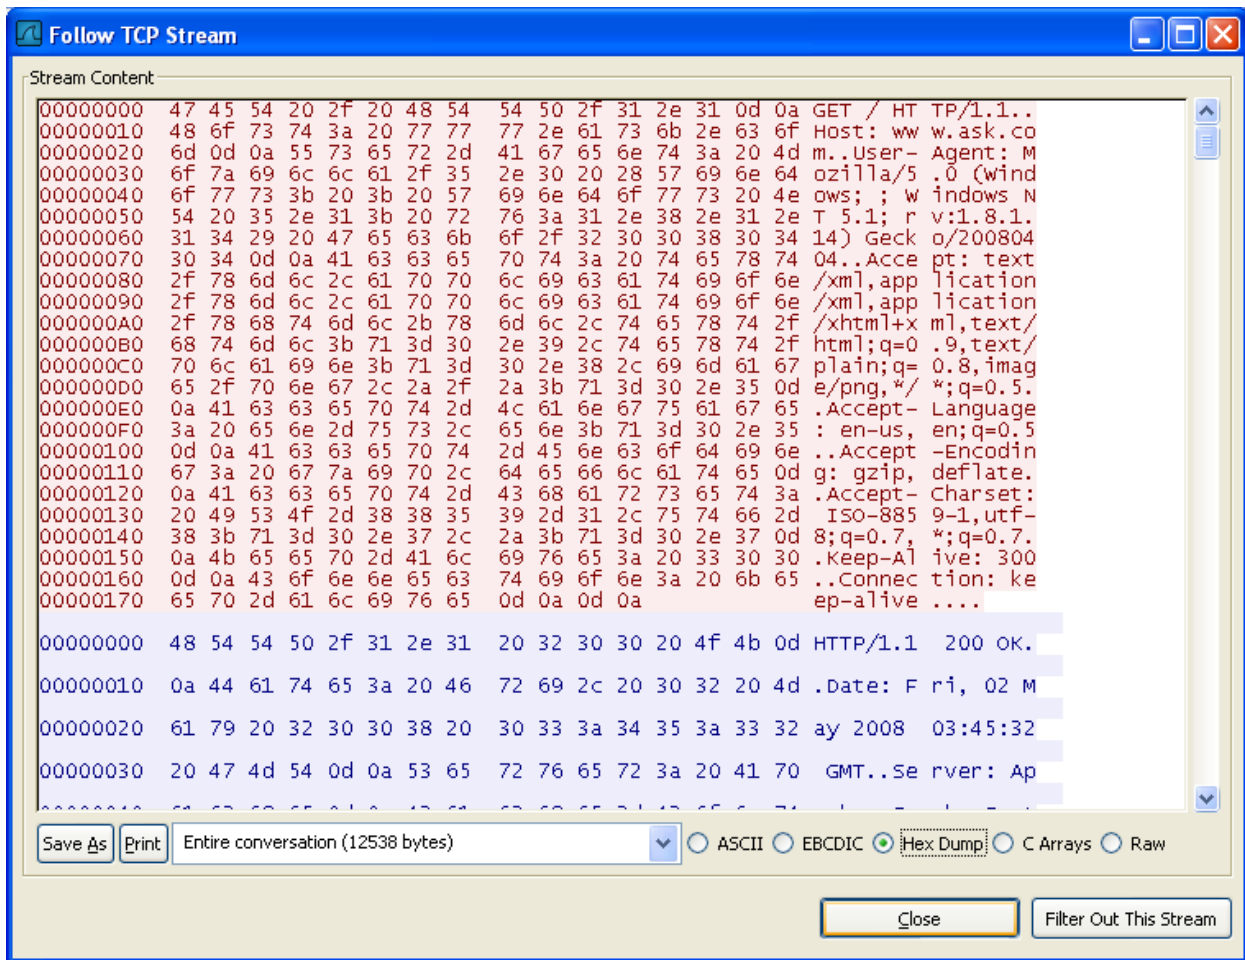 Follow TCP Stream
Stream Content
00000000  47 45 54 20 2f 20 48 54  54 50 2f 31 2e 31 0d 0a GET / HT TP/1.1..
00000010  48 6f 73 74 3a 20 77 77  77 2e 61 73 6b 2e 63 6f Host: ww w.ask.co
00000020  6d 0d 0a 55 73 65 72 2d  41 67 65 6e 74 3a 20 4d m..User- Agent: M
00000030  6f 7a 69 6c 6c 61 2f 35  2e 30 20 28 57 69 6e 64 ozilla/5 .0 (Wind
00000040  6f 77 73 3b 20 3b 20 57  69 6e 64 6f 77 73 20 4e ows; ; W indows N
00000050  54 20 35 2e 31 3b 20 72  76 3a 31 2e 38 2e 31 2e T 5.1; r v:1.8.1.
00000060  31 34 29 20 47 65 63 6b  6f 2f 32 30 30 38 30 34 14) Geck o/200804
00000070  30 34 0d 0a 41 63 63 65  70 74 3a 20 74 65 78 74 04..Acce pt: text
00000080  2f 78 6d 6c 2c 61 70 70  6c 69 63 61 74 69 6f 6e /xml,app lication
00000090  2f 78 6d 6c 2c 61 70 70  6c 69 63 61 74 69 6f 6e /xml,app lication
000000A0  2f 78 68 74 6d 6c 2b 78  6d 6c 2c 74 65 78 74 2f /xhtml+x ml,text/
000000B0  68 74 6d 6c 3b 71 3d 30  2e 39 2c 74 65 78 74 2f html;q=0 .9,text/
000000C0  70 6c 61 69 6e 3b 71 3d  30 2e 38 2c 69 6d 61 67 plain;q= 0.8,imag
000000D0  65 2f 70 6e 67 2c 2a 2f  2a 3b 71 3d 30 2e 35 0d e/png,*/ *;q=0.5.
000000E0  0a 41 63 63 65 70 74 2d  4c 61 6e 67 75 61 67 65 .Accept- Language
000000F0  3a 20 65 6e 2d 75 73 2c  65 6e 3b 71 3d 30 2e 35 : en-us, en;q=0.5
00000100  0d 0a 41 63 63 65 70 74  2d 45 6e 63 6f 64 69 6e ..Accept -Encodin
00000110  67 3a 20 67 7a 69 70 2c  64 65 66 6c 61 74 65 0d g: gzip, deflate.
00000120  0a 41 63 63 65 70 74 2d  43 68 61 72 73 65 74 3a .Accept- Charset:
00000130  20 49 53 4f 2d 38 38 35  39 2d 31 2c 75 74 66 2d  ISO-885 9-1,utf-
00000140  38 3b 71 3d 30 2e 37 2c  2a 3b 71 3d 30 2e 37 0d 8;q=0.7, *;q=0.7.
00000150  0a 4b 65 65 70 2d 41 6c  69 76 65 3a 20 33 30 30 .Keep-Al ive: 300
00000160  0d 0a 43 6f 6e 6e 65 63  74 69 6f 6e 3a 20 6b 65 ..Connec tion: ke
00000170  65 70 2d 61 6c 69 76 65  0d 0a 0d 0a ep-alive ....
00000000  48 54 54 50 2f 31 2e 31  20 32 30 30 20 4f 4b 0d HTTP/1.1  200 OK.
00000010  0a 44 61 74 65 3a 20 46  72 69 2c 20 30 32 20 4d .Date: F ri, 02 M
00000020  61 79 20 32 30 30 38 20  30 33 3a 34 35 3a 33 32 ay 2008  03:45:32
00000030  20 47 4d 54 0d 0a 53 65  72 76 65 72 3a 20 41 70  GMT..Se rver: Ap
Save As Print Entire conversation (12538 bytes) ASCII EBCDIC Hex Dump C Arrays Raw
Close Filter Out This Stream